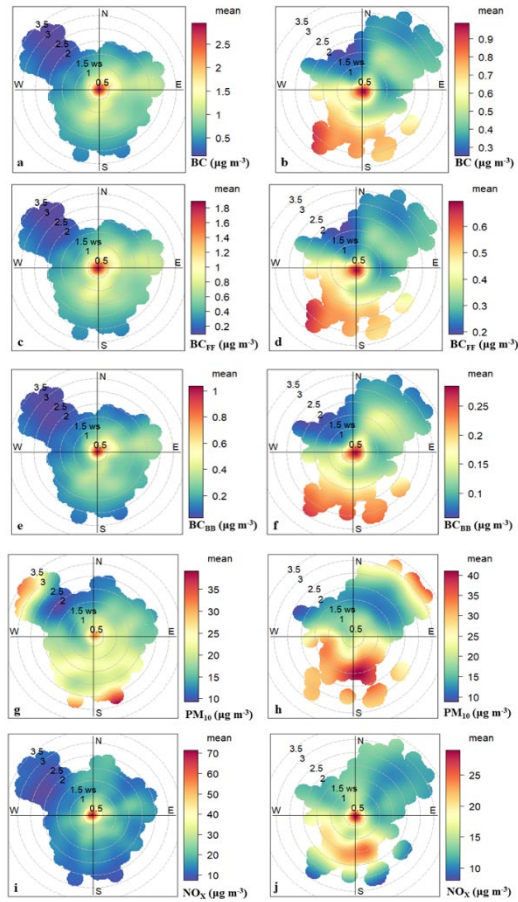 mean
N
3.5
3
2.5
2
1.5 ws
1
0.5
W
E
S
2.5
2
1.5
1
0.5
a
BC (µg m-3)
mean
N
3.5
3
2.5
2
1.5 ws
1
0.5
W
E
S
0.9
0.8
0.7
0.6
0.5
0.4
0.3
b
BC (µg m-3)
mean
N
3.5
3
2.5
2
1.5 ws
1
0.5
W
E
S
1.8
1.6
1.4
1.2
1
0.8
0.6
0.4
0.2
c
BCFF (µg m-3)
mean
N
3.5
3
2.5
2
1.5 ws
1
0.5
W
E
S
0.6
0.5
0.4
0.3
0.2
d
BCFF (µg m-3)
mean
N
3.5
3
2.5
2
1.5 ws
1
0.5
W
E
S
1
0.8
0.6
0.4
0.2
e
BCBB (µg m-3)
mean
N
3.5
3
2.5
2
1.5 ws
1
0.5
W
E
S
0.25
0.2
0.15
0.1
f
BCBB (µg m-3)
mean
N
3.5
3
2.5
2
1.5 ws
1
0.5
W
E
S
35
30
25
20
15
10
g
PM10 (µg m-3)
mean
N
3.5
3
2.5
2
1.5 ws
1
0.5
W
E
S
40
35
30
25
20
15
10
h
PM10 (µg m-3)
mean
N
3.5
3
2.5
2
1.5 ws
1
0.5
W
E
S
70
60
50
40
30
20
10
i
NOX (µg m-3)
mean
N
3.5
3
2.5
2
1.5 ws
1
0.5
W
E
S
25
20
15
10
j
NOX (µg m-3)